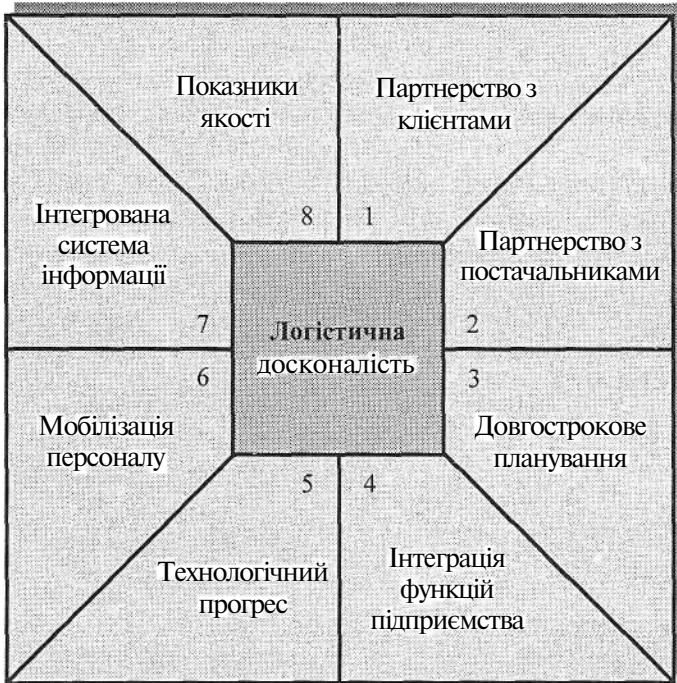 Показники
якості
8
Партнерство з
клієнтами
1
Партнерство з
постачальниками
2
Довгострокове
планування
3
Інтеграція
функцій
підприємства
4
Технологічний
прогрес
5
Мобілізація
персоналу
6
Інтегрована
система
інформації
7
Логістична
досконалість